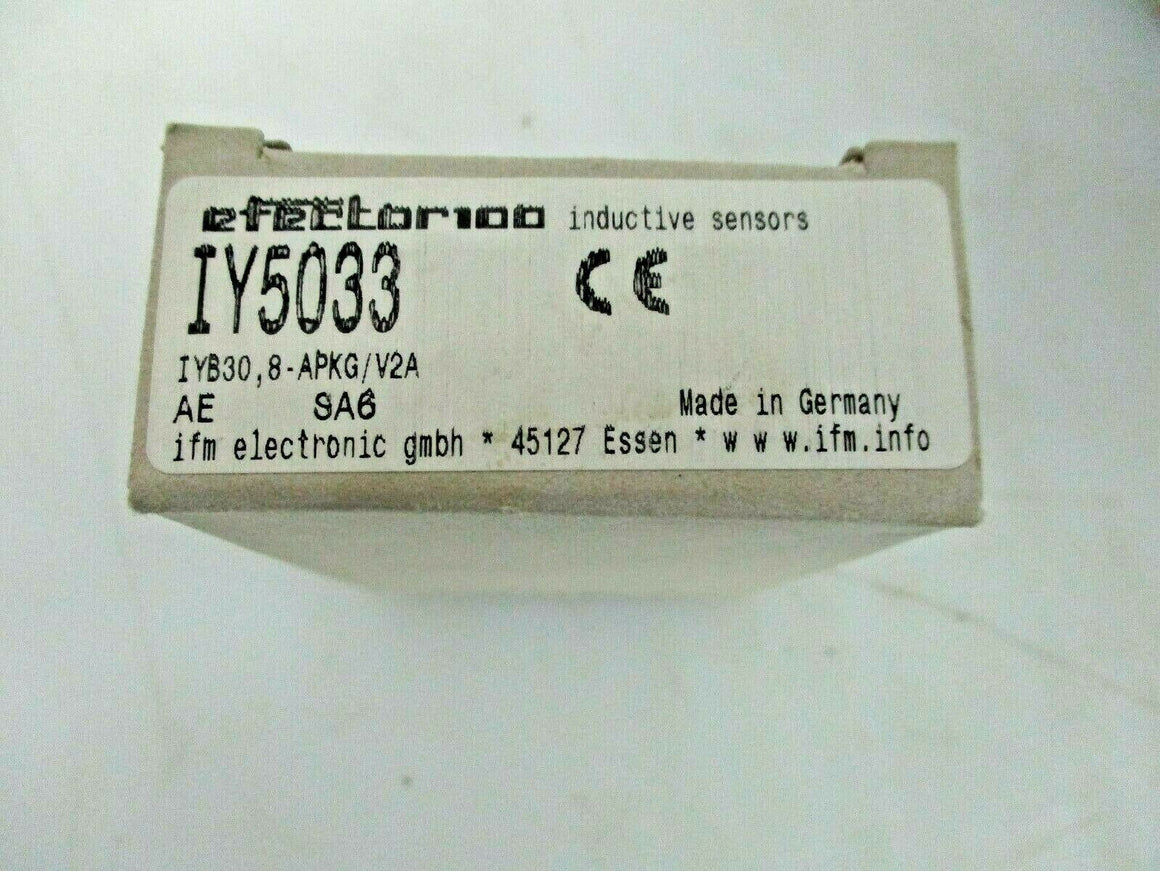 efector100 inductive sensors
IY5033 CE
IYB30,8-APKG/V2A
AE SA6 Made in Germany
ifm electronic gmbh * 45127 Essen * w w w.ifm.info